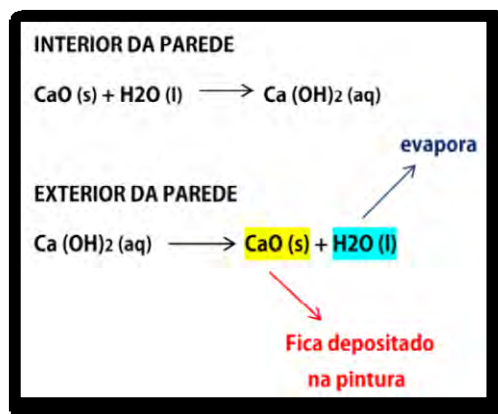 INTERIOR DA PAREDE
CaO (s) + H2O (l) → Ca (OH)2 (aq)
evapora
EXTERIOR DA PAREDE
Ca (OH)2 (aq) → CaO (s) + H2O (l)
Fica depositado
na pintura